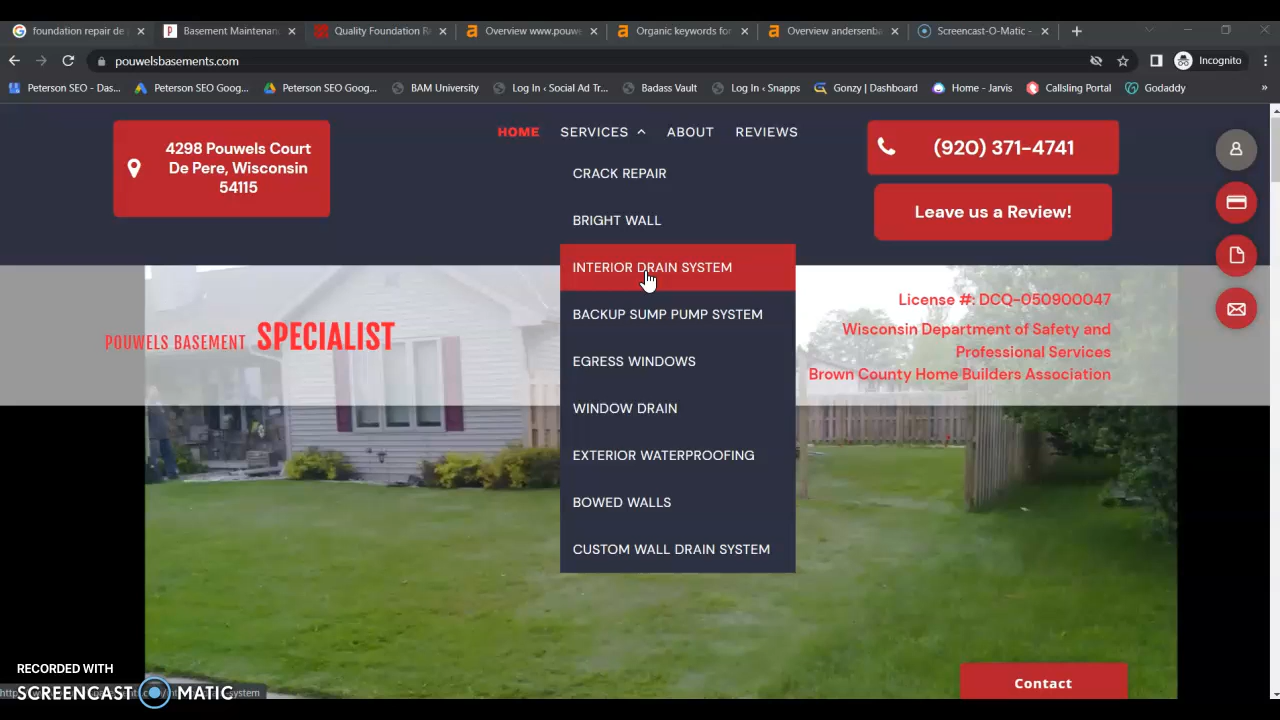 foundation repair de
Basement Maintenan
Quality Foundation R
Overview www.pouwe
Organic keywords for
Overview andersenba
Screencast-O-Matic -
pouwelsbasements.com
Incognito
Peterson SEO - Das...
Peterson SEO Goog...
Peterson SEO Goog...
BAM University
Log In ‹ Social Ad Tr...
Badass Vault
Log In ‹ Snapps
Gonzy | Dashboard
Home - Jarvis
Callsling Portal
Godaddy
»
4298 Pouwels Court
De Pere, Wisconsin
54115
HOME
SERVICES
ABOUT
REVIEWS
(920) 371-4741
Leave us a Review!
CRACK REPAIR
BRIGHT WALL
INTERIOR DRAIN SYSTEM
BACKUP SUMP PUMP SYSTEM
EGRESS WINDOWS
WINDOW DRAIN
EXTERIOR WATERPROOFING
BOWED WALLS
CUSTOM WALL DRAIN SYSTEM
POUWELS BASEMENT SPECIALIST
License #: DCQ-050900047
Wisconsin Department of Safety and
Professional Services
Brown County Home Builders Association
Contact
RECORDED WITH
SCREENCAST MATIC